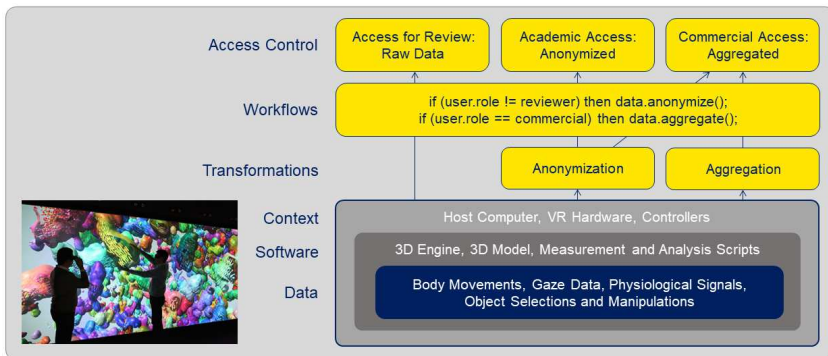 Access Control
Access for Review:
Raw Data
Academic Access:
Anonymized
Commercial Access:
Aggregated
Workflows
if (user.role != reviewer) then data.anonymize();
if (user.role == commercial) then data.aggregate();
Transformations
Anonymization
Aggregation
Context
Host Computer, VR Hardware, Controllers
Software
3D Engine, 3D Model, Measurement and Analysis Scripts
Data
Body Movements, Gaze Data, Physiological Signals,
Object Selections and Manipulations